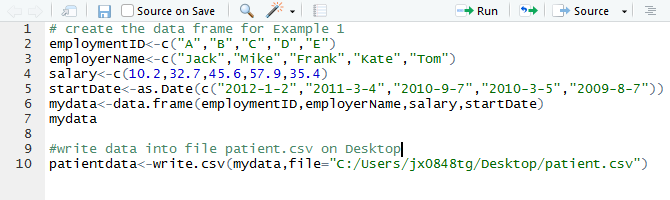 Source on Save
Run
Source
1 # create the data frame for Example 1
2 employmentID<-c("A","B","C","D","E")
3 employerName<-c("Jack","Mike","Frank","Kate","Tom")
4 salary<-c(10.2,32.7,45.6,57.9,35.4)
5 startDate<-as.Date(c("2012-1-2","2011-3-4","2010-9-7","2010-3-5","2009-8-7"))
6 mydata<-data.frame(employmentID,employerName,salary,startDate)
7 mydata
8
9 #write data into file patient.csv on Desktop
10 patientdata<-write.csv(mydata,file="C:/Users/jx0848tg/Desktop/patient.csv")